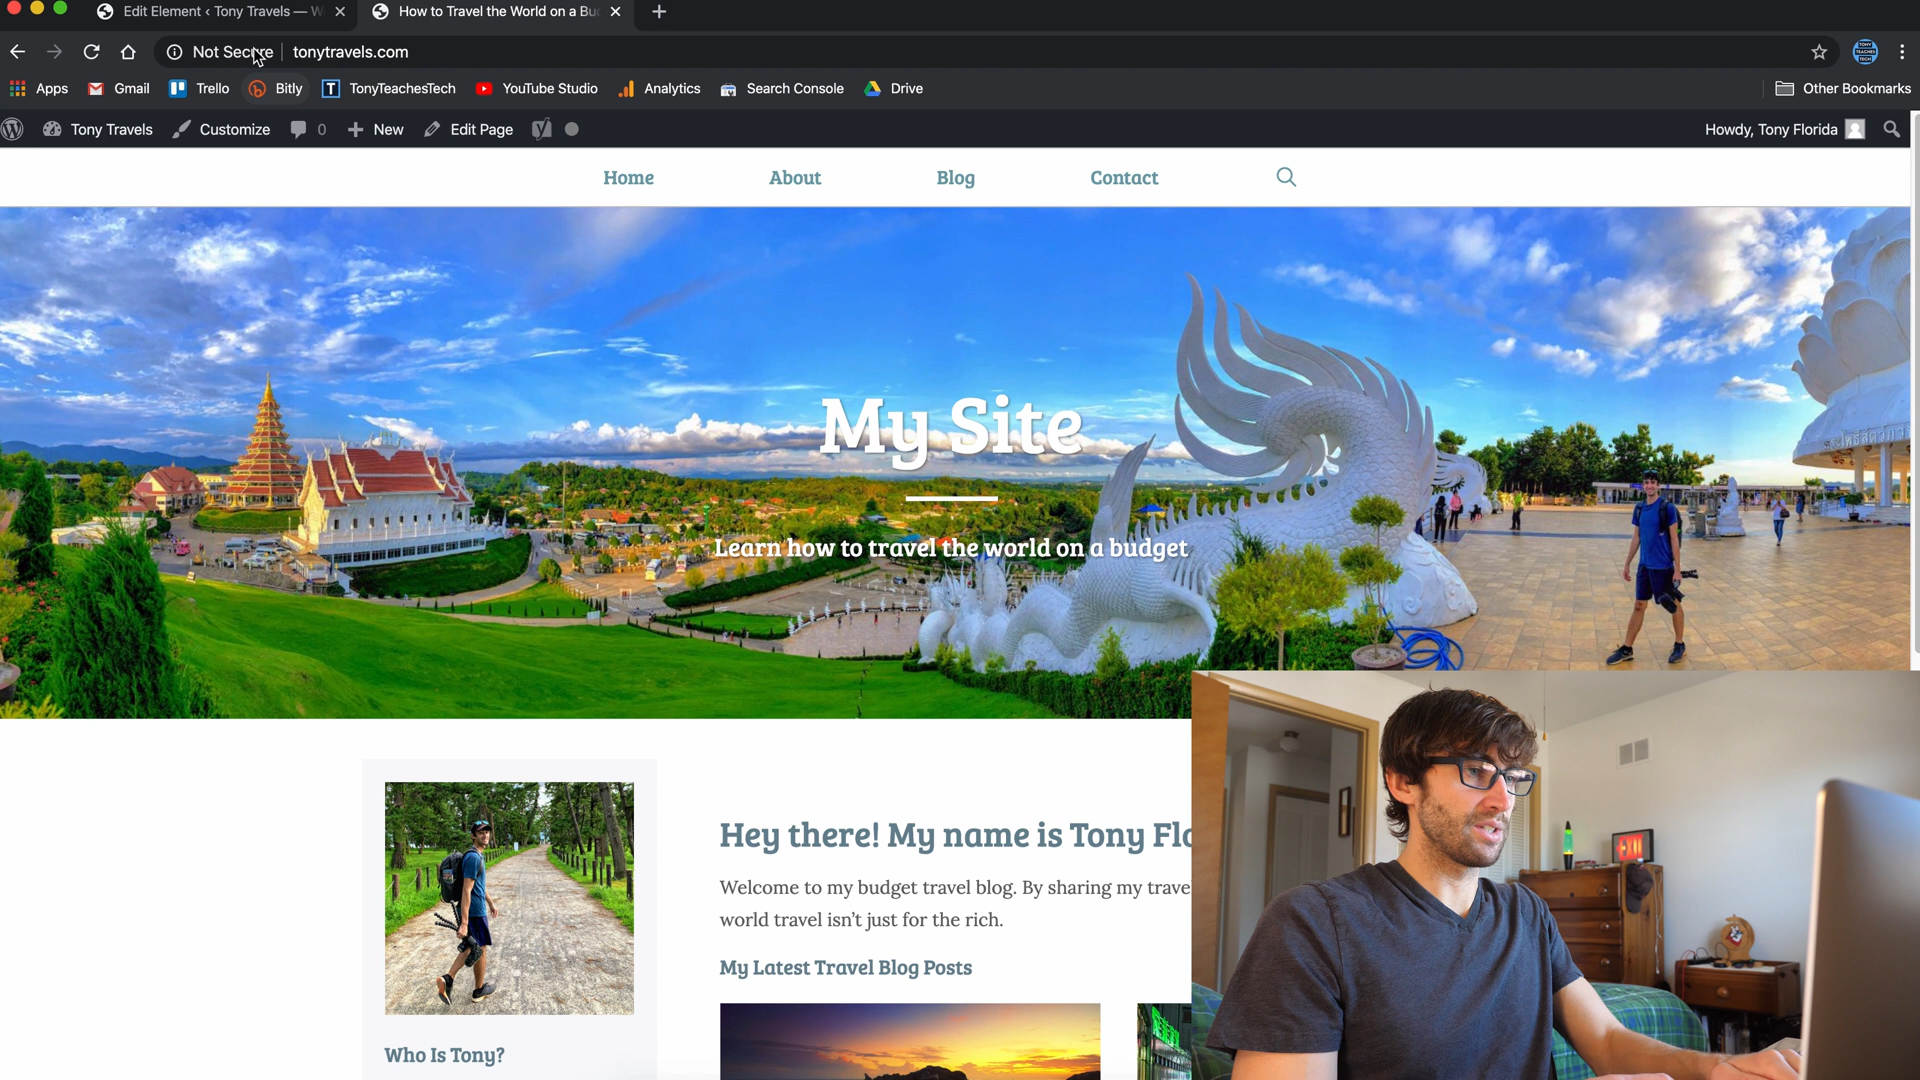 Edit Element ‹ Tony Travels — W
How to Travel the World on a Bu
Not Secure
tonytravels.com
Apps
Gmail
Trello
Bitly
TonyTeachesTech
YouTube Studio
Analytics
Search Console
Drive
Other Bookmarks
Tony Travels
Customize
0
New
Edit Page
Howdy, Tony Florida
Home
About
Blog
Contact
My Site
Learn how to travel the world on a budget
Hey there! My name is Tony Flo
Welcome to my budget travel blog. By sharing my trave
world travel isn't just for the rich.
My Latest Travel Blog Posts
Who Is Tony?